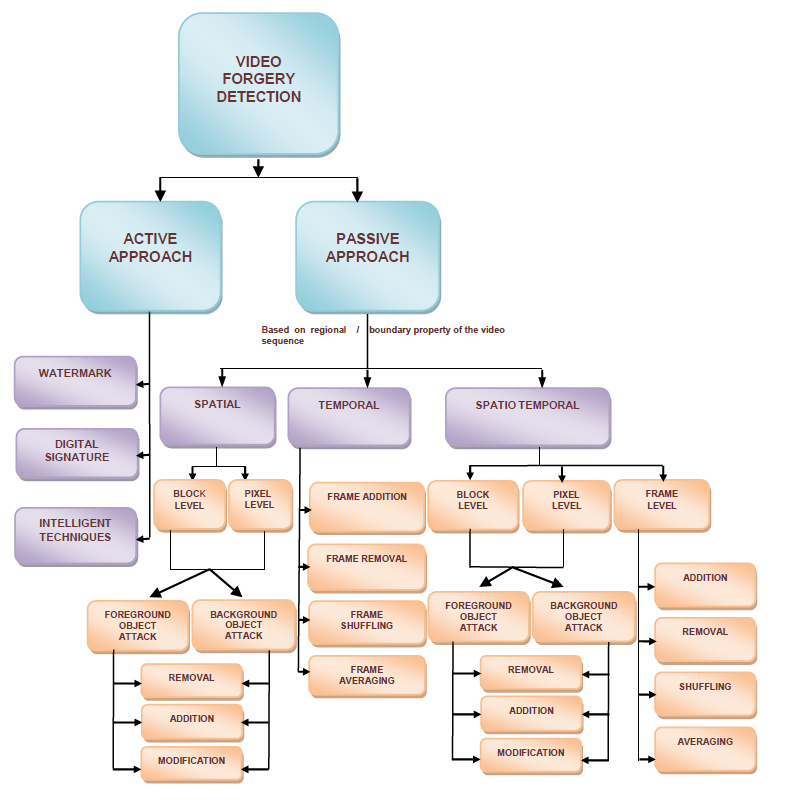 VIDEO
FORGERY
DETECTION
ACTIVE
APPROACH
PASSIVE
APPROACH
Based on regional / boundary property of the video
sequence
WATERMARK
DIGITAL
SIGNATURE
INTELLIGENT
TECHNIQUES
SPATIAL
TEMPORAL
SPATIO TEMPORAL
BLOCK
LEVEL
PIXEL
LEVEL
FOREGROUND
OBJECT
ATTACK
BACKGROUND
OBJECT
ATTACK
REMOVAL
ADDITION
MODIFICATION
FRAME ADDITION
FRAME REMOVAL
FRAME
SHUFFLING
FRAME
AVERAGING
BLOCK
LEVEL
PIXEL
LEVEL
FRAME
LEVEL
FOREGROUND
OBJECT
ATTACK
BACKGROUND
OBJECT
ATTACK
REMOVAL
ADDITION
MODIFICATION
ADDITION
REMOVAL
SHUFFLING
AVERAGING